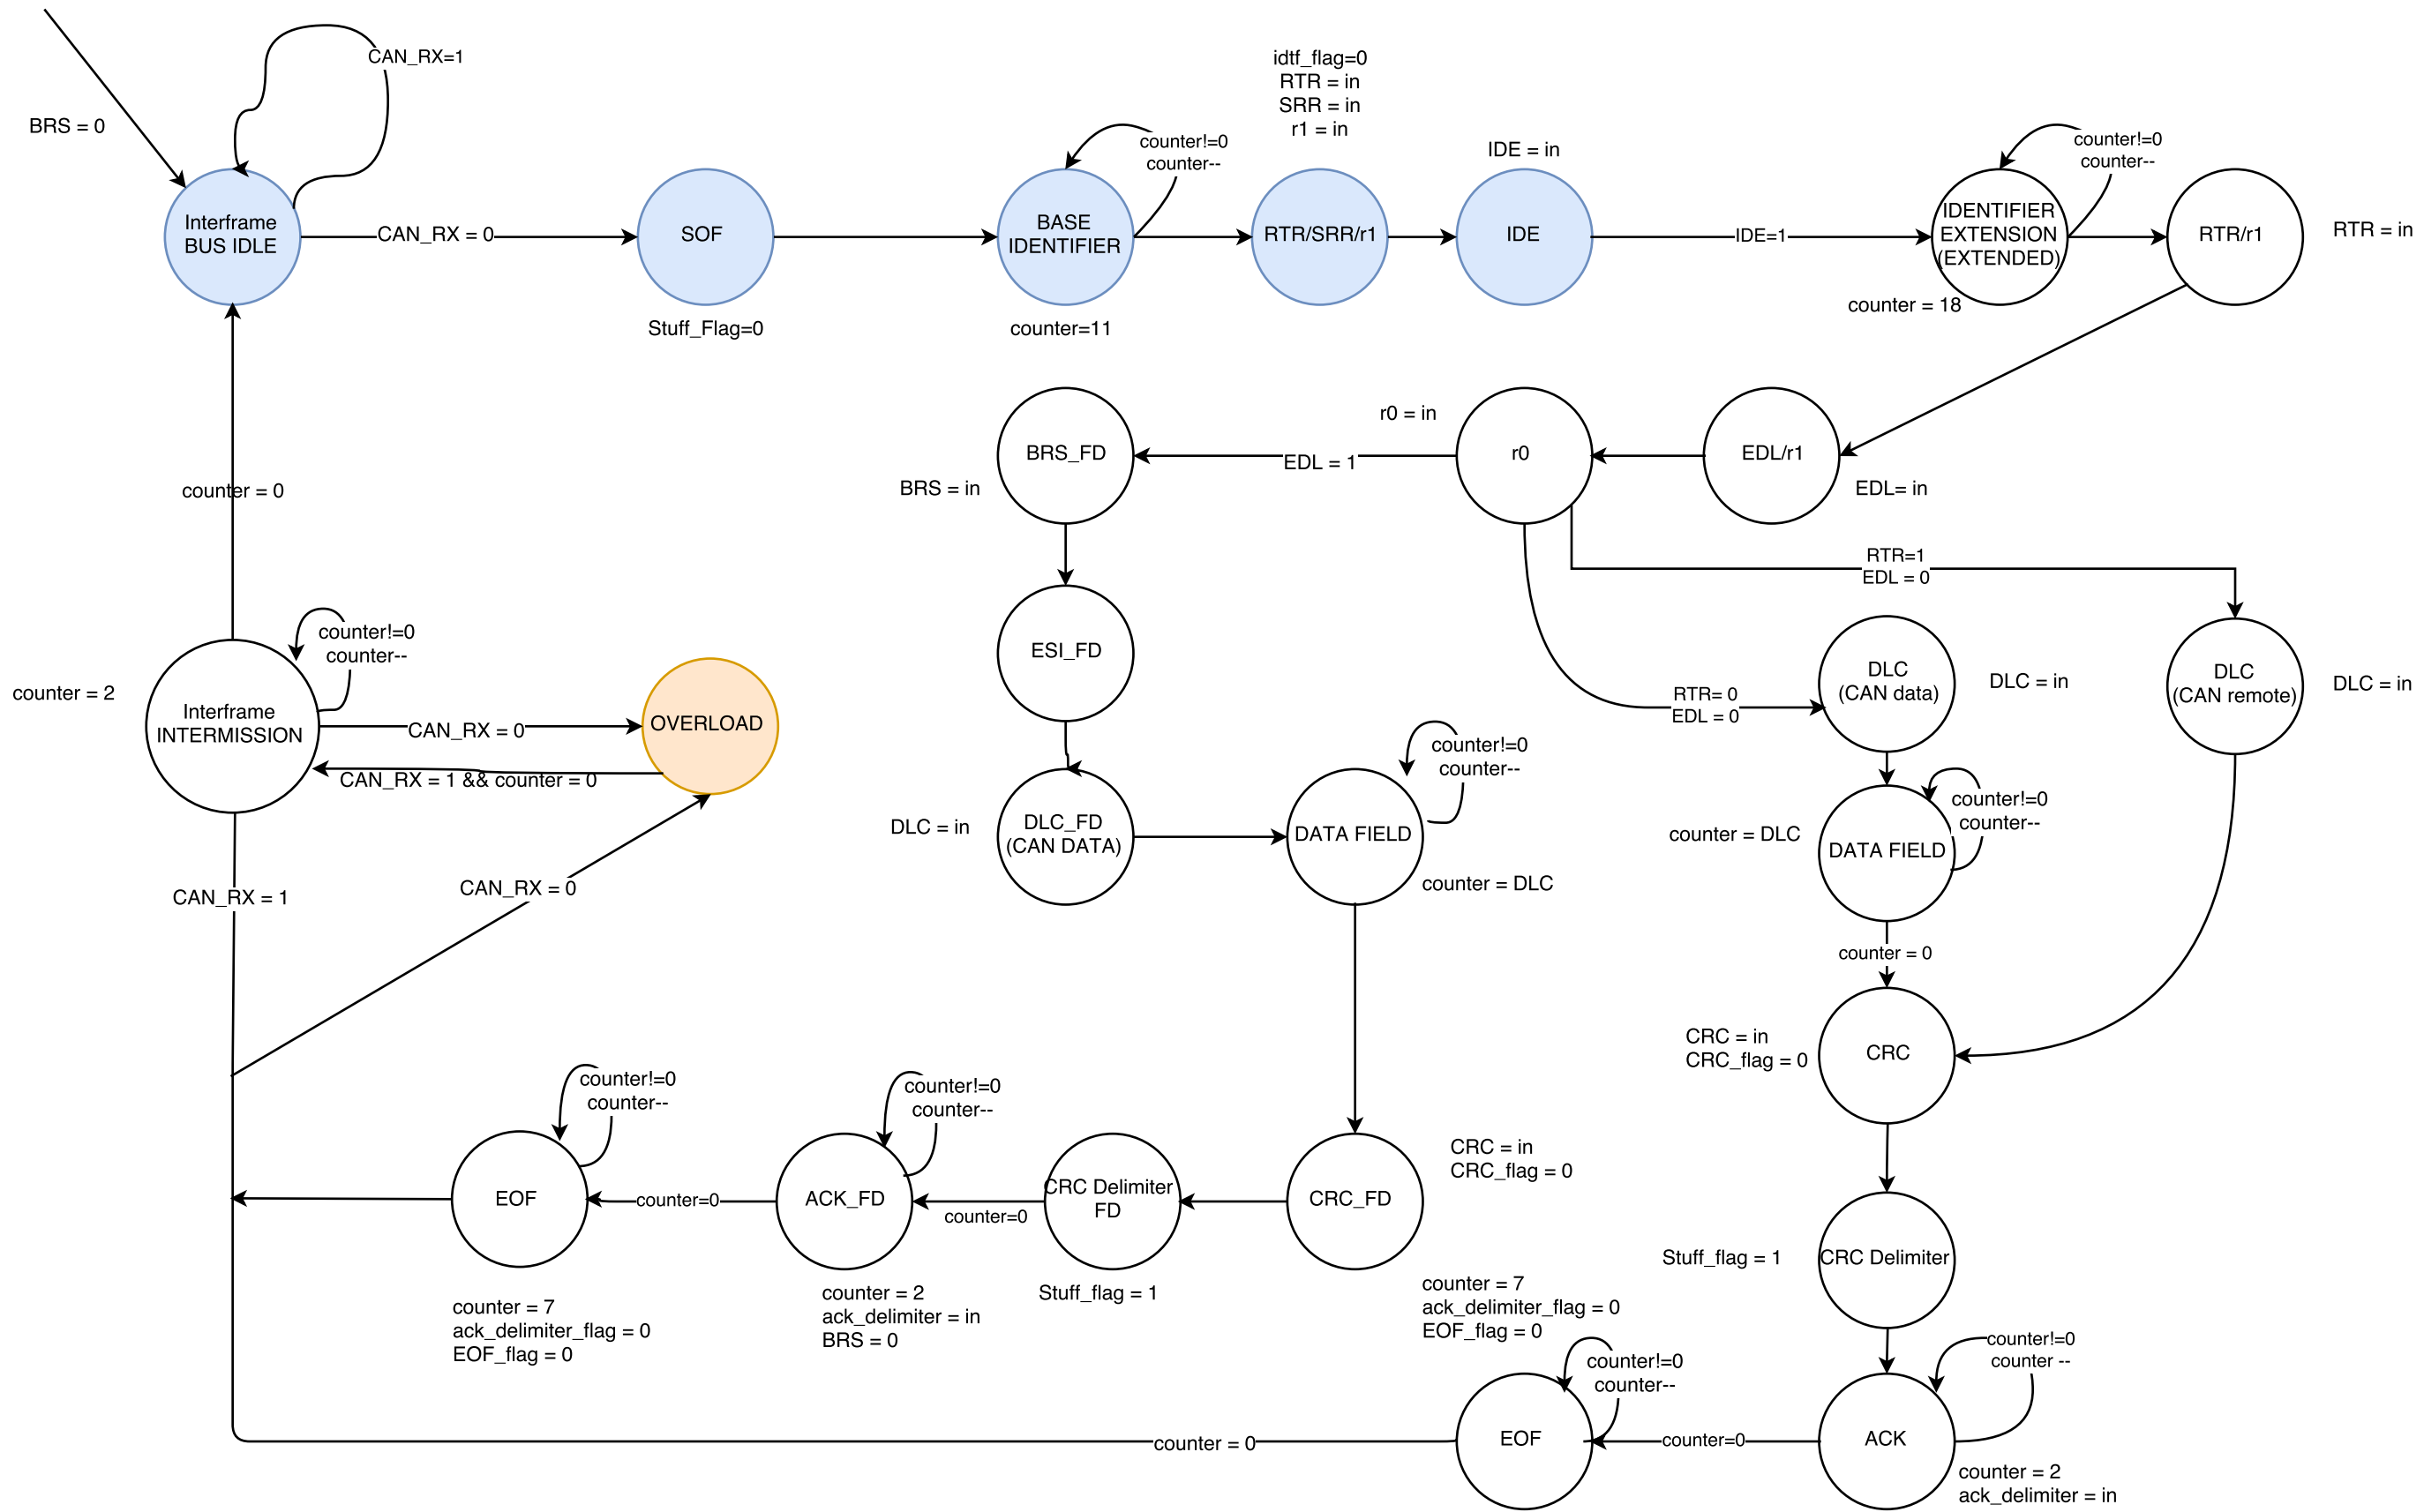 CAN_RX=1
BRS = 0
idtf_flag=0
RTR = in
SRR = in
r1 = in
IDE = in
counter!=0
counter--
counter!=0
counter--
Interframe
BUS IDLE
CAN_RX = 0
SOF
BASE
IDENTIFIER
RTR/SRR/r1
IDE
IDE=1
IDENTIFIER
EXTENSION
(EXTENDED)
RTR/r1
RTR = in
Stuff_Flag=0
counter=11
counter = 18
r0 = in
BRS_FD
EDL = 1
r0
EDL/r1
BRS = in
EDL= in
counter = 0
RTR=1
EDL = 0
ESI_FD
counter!=0
counter--
counter = 2
Interframe
INTERMISSION
CAN_RX = 0
OVERLOAD
CAN_RX = 1 && counter = 0
RTR= 0
EDL = 0
DLC
(CAN data)
DLC = in
DLC
(CAN remote)
DLC = in
counter!=0
counter--
DLC = in
DLC_FD
(CAN DATA)
DATA FIELD
counter = DLC
counter = DLC
DATA FIELD
counter!=0
counter--
CAN_RX = 1
CAN_RX = 0
counter = 0
CRC = in
CRC_flag = 0
CRC
counter!=0
counter--
counter!=0
counter--
CRC = in
CRC_flag = 0
EOF
counter=0
ACK_FD
counter=0
CRC Delimiter
FD
CRC_FD
Stuff_flag = 1
CRC Delimiter
counter = 7
ack_delimiter_flag = 0
EOF_flag = 0
counter = 2
ack_delimiter = in
BRS = 0
Stuff_flag = 1
counter = 7
ack_delimiter_flag = 0
EOF_flag = 0
counter!=0
counter--
counter!=0
counter --
counter = 0
EOF
counter=0
ACK
counter = 2
ack_delimiter = in